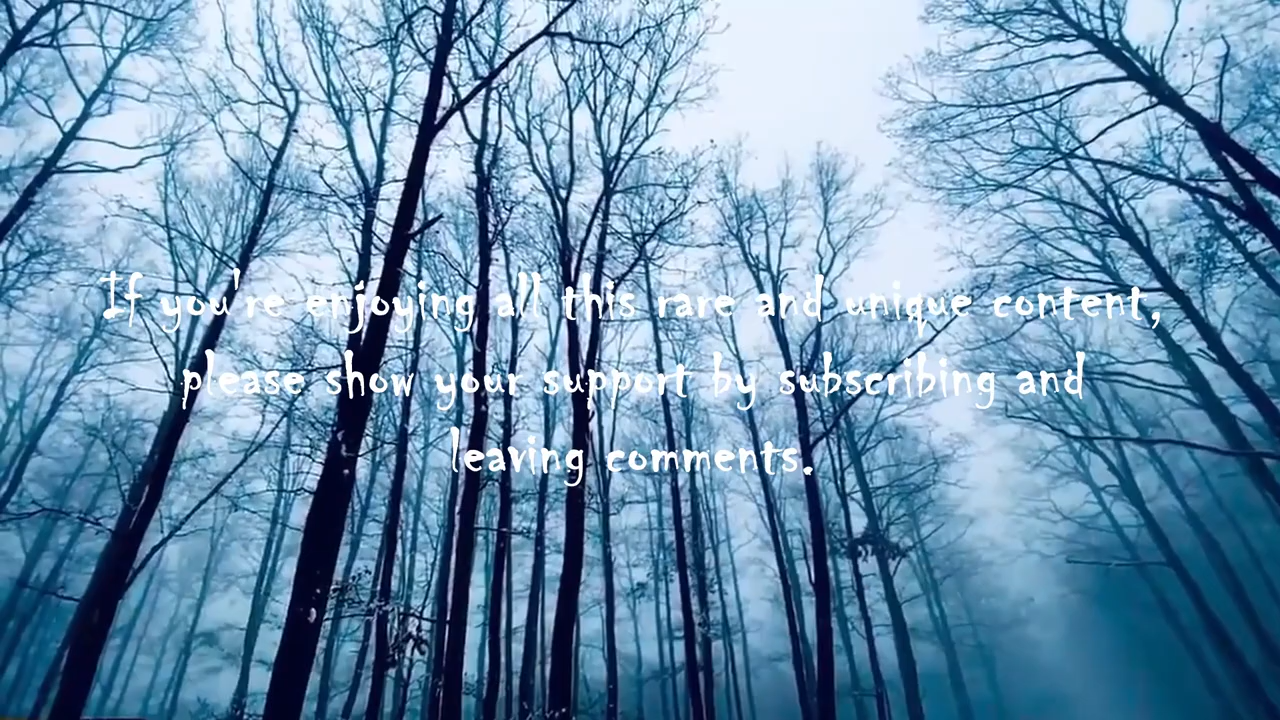 If you're enjoying all this rare and unique content,
please show your support by subscribing and
leaving comments.